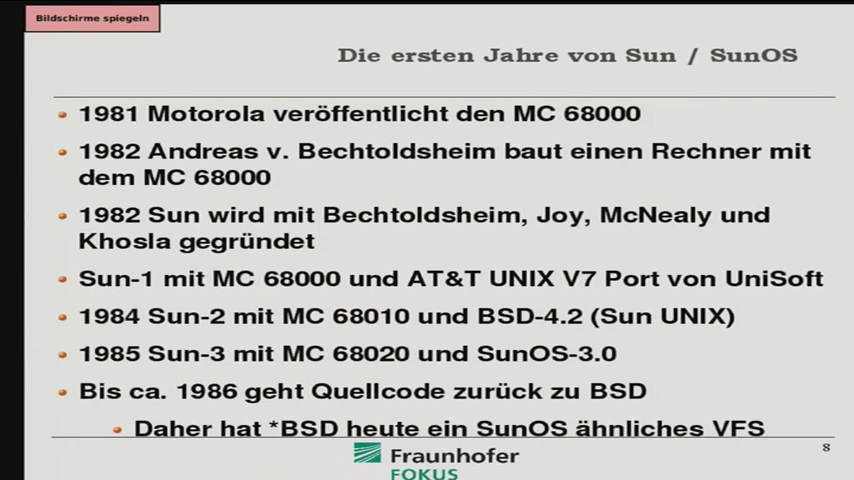 Bildschirme spiegeln
Die ersten Jahre von Sun / SunOS
1981 Motorola veröffentlicht den MC 68000
1982 Andreas v. Bechtoldsheim baut einen Rechner mit
dem MC 68000
1982 Sun wird mit Bechtoldsheim, Joy, McNealy und
Khosla gegründet
Sun-1 mit MC 68000 und AT&T UNIX V7 Port von UniSoft
1984 Sun-2 mit MC 68010 und BSD-4.2 (Sun UNIX)
1985 Sun-3 mit MC 68020 und SunOS-3.0
Bis ca. 1986 geht Quellcode zurück zu BSD
Daher hat *BSD heute ein SunOS ähnliches VFS
8
Fraunhofer
FOKUS